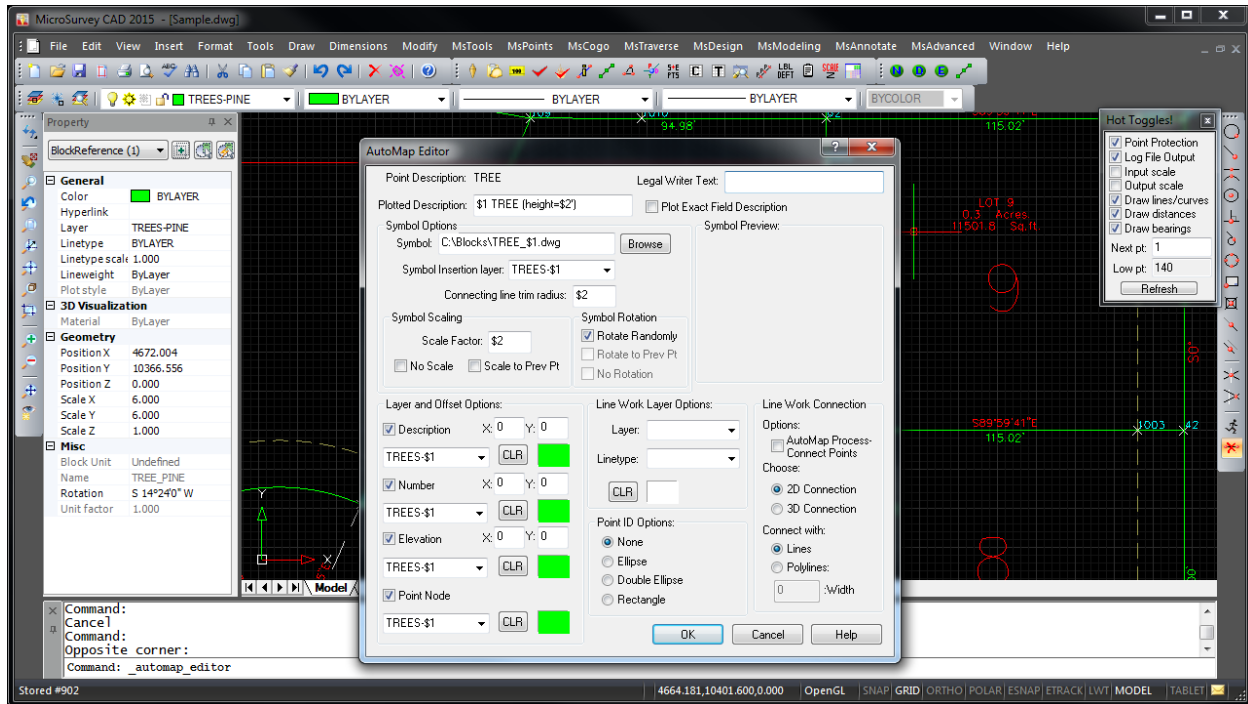 MicroSurvey CAD 2015 - [Sample.dwg]
File Edit View Insert Format Tools Draw Dimensions Modify MsTools MsPoints MsCogo MsTraverse MsDesign MsModeling MsAnnotate MsAdvanced Window Help
TREES-PINE BYLAYER BYLAYER BYLAYER BYCOLOR
Property
BlockReference (1)
General
Color BYLAYER
Hyperlink
Layer TREES-PINE
Linetype BYLAYER
Linetype scale 1.000
Lineweight ByLayer
Plot style ByLayer
3D Visualization
Material ByLayer
Geometry
Position X 4672.004
Position Y 10366.556
Position Z 0.000
Scale X 6.000
Scale Y 6.000
Scale Z 1.000
Misc
Block Unit Undefined
Name TREE_PINE
Rotation S 14°24'0" W
Unit factor 1.000
94.98'
115.02'
LOT 9
0.3 Acres
11501.8 Sq.ft.
9
S89°59'41"E
115.02'
1003 42
8
Y
X
AutoMap Editor
Point Description: TREE
Legal Writer Text:
Plotted Description: $1 TREE (height=$2')
Plot Exact Field Description
Symbol Options
Symbol: C:\Blocks\TREE_$1.dwg Browse
Symbol Insertion layer: TREES-$1
Connecting line trim radius: $2
Symbol Preview:
Symbol Scaling
Scale Factor: $2
No Scale Scale to Prev Pt
Symbol Rotation
Rotate Randomly
Rotate to Prev Pt
No Rotation
Layer and Offset Options:
Description X: 0 Y: 0
TREES-$1 CLR
Number X: 0 Y: 0
TREES-$1 CLR
Elevation X: 0 Y: 0
TREES-$1 CLR
Point Node
TREES-$1 CLR
Line Work Layer Options:
Layer:
Linetype:
CLR
Point ID Options:
None
Ellipse
Double Ellipse
Rectangle
Line Work Connection
Options:
AutoMap Process-
Connect Points
Choose:
2D Connection
3D Connection
Connect with:
Lines
Polylines:
0 :Width
OK Cancel Help
Hot Toggles!
Point Protection
Log File Output
Input scale
Output scale
Draw lines/curves
Draw distances
Draw bearings
Next pt: 1
Low pt: 140
Refresh
Model
Command:
Cancel
Command:
Opposite corner:
Command: _automap_editor
Stored #902
4664.181,10401.600,0.000 OpenGL SNAP GRID ORTHO POLAR ESNAP ETRACK LWT MODEL TABLET